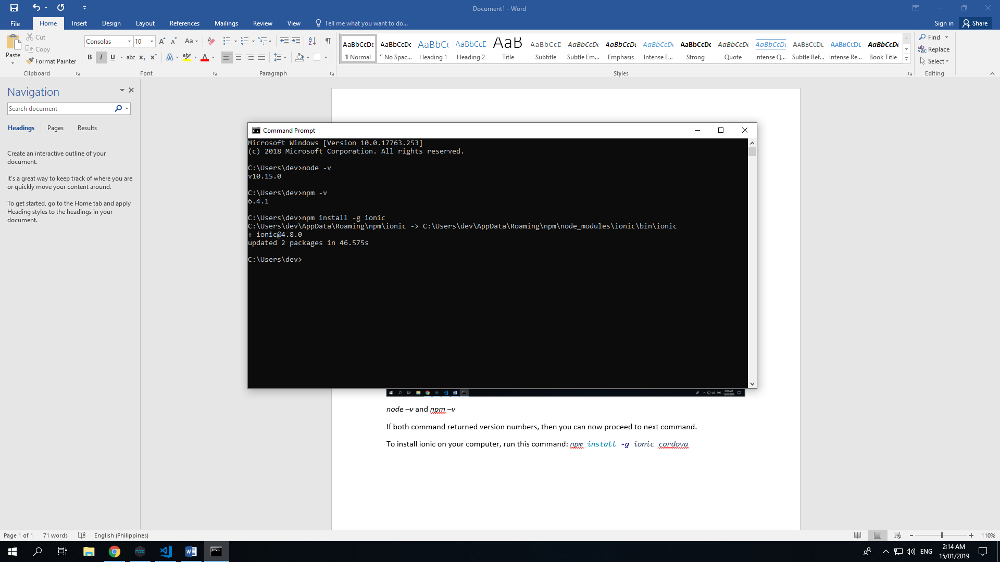 Document1 - Word
File Home Insert Design Layout References Mailings Review View Tell me what you want to do... Sign in Share
Paste
Cut
Copy
Format Painter
Clipboard
Consolas 10
Aa
B I U abc x₂ x² A A
Font
Paragraph
AaBbCcDc AaBbCcDc AaBbCc AaBbCcD AaB AaBbCcD AaBbCcDc AaBbCcDc AaBbCcDc AaBbCcDc AaBbCcDc AaBbCcDc AABBCCDE AABBCCDE AaBbCcDc
¶ Normal ¶ No Spac... Heading 1 Heading 2 Title Subtitle Subtle Em... Emphasis Intense E... Strong Quote Intense Q... Subtle Ref... Intense Re... Book Title
Styles
Find
Replace
Select
Editing
Navigation
Search document
Headings Pages Results
Create an interactive outline of your
document.
It's a great way to keep track of where you are
or quickly move your content around.
To get started, go to the Home tab and apply
Heading styles to the headings in your
document.
Command Prompt
Microsoft Windows [Version 10.0.17763.253]
(c) 2018 Microsoft Corporation. All rights reserved.
C:\Users\dev>node -v
v10.15.0
C:\Users\dev>npm -v
6.4.1
C:\Users\dev>npm install -g ionic
C:\Users\dev\AppData\Roaming\npm\ionic -> C:\Users\dev\AppData\Roaming\npm\node_modules\ionic\bin\ionic
+ ionic@4.8.0
updated 2 packages in 46.575s
C:\Users\dev>
node –v and npm –v
If both command returned version numbers, then you can now proceed to next command.
To install ionic on your computer, run this command: npm install -g ionic cordova
Page 1 of 1 71 words English (Philippines) 110%
ENG
2:14 AM
15/01/2019